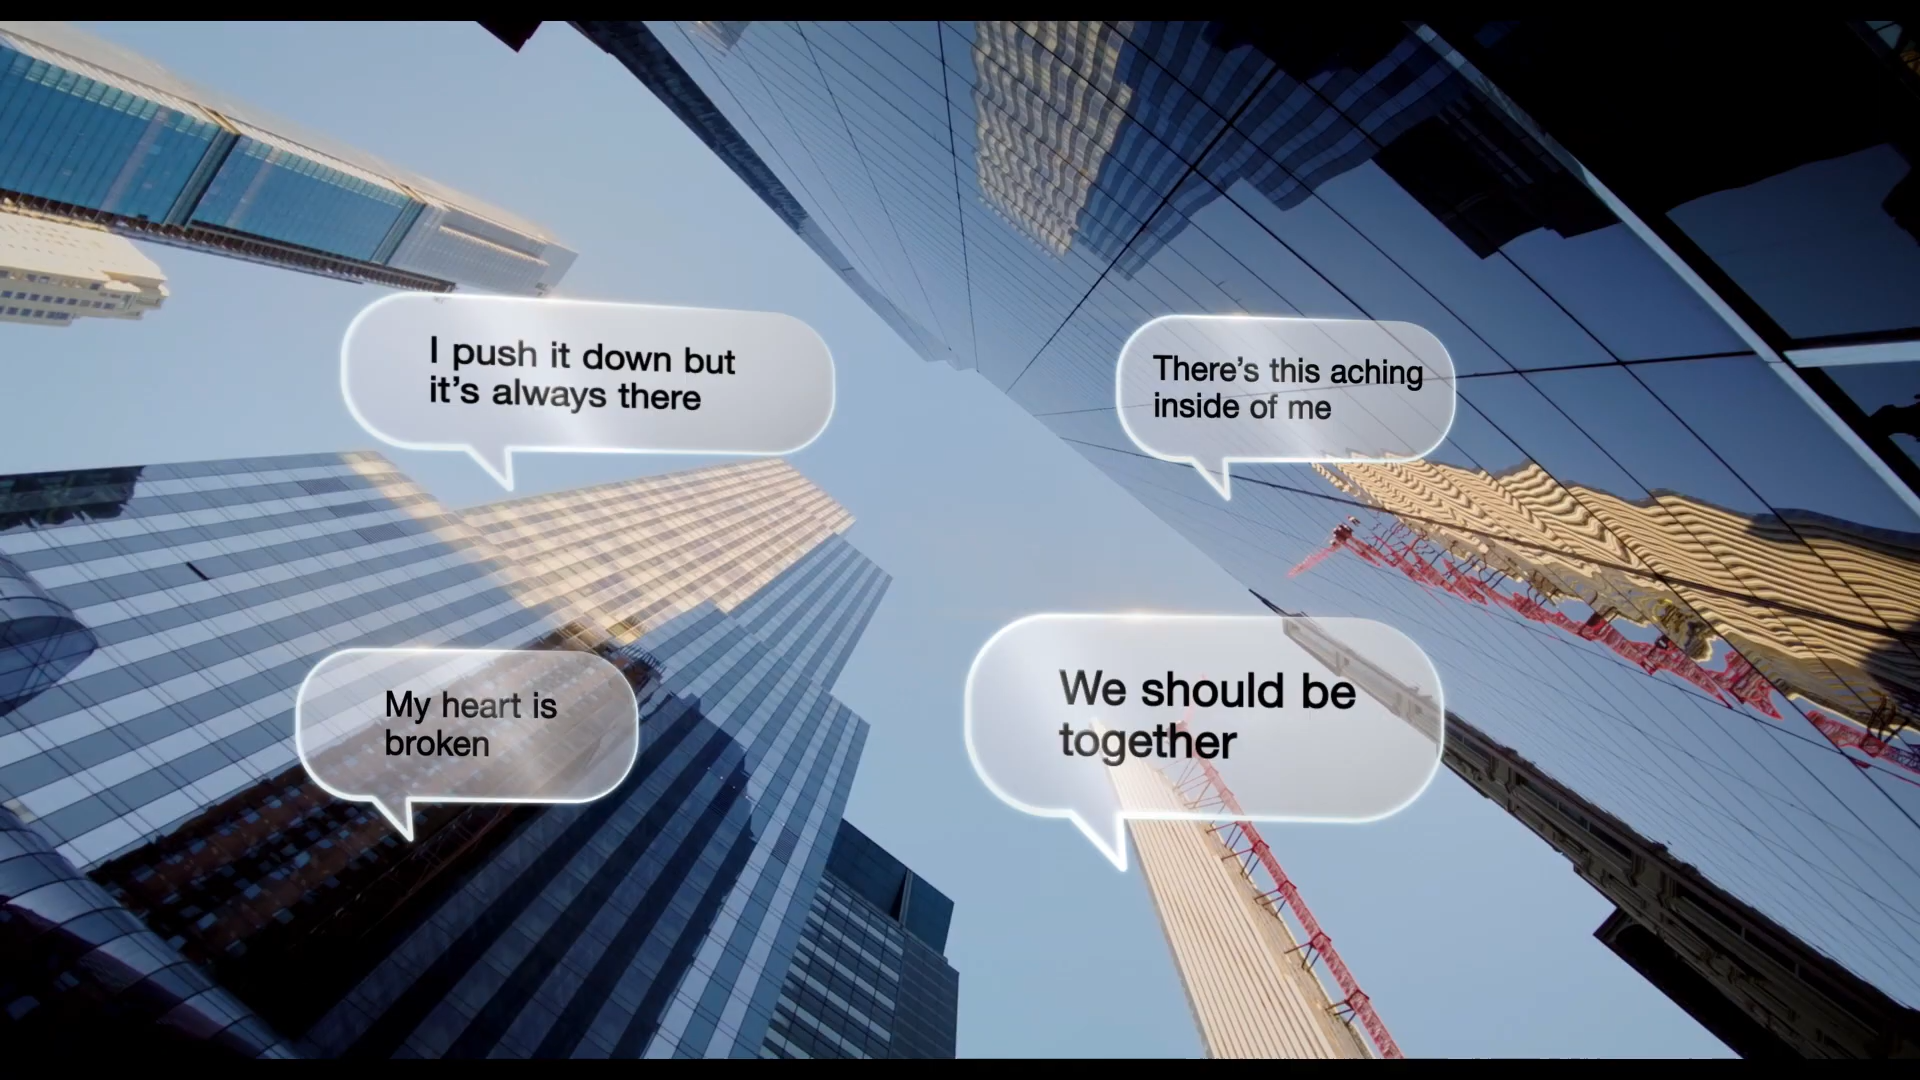 I push it down but
it's always there
There's this aching
inside of me
My heart is
broken
We should be
together